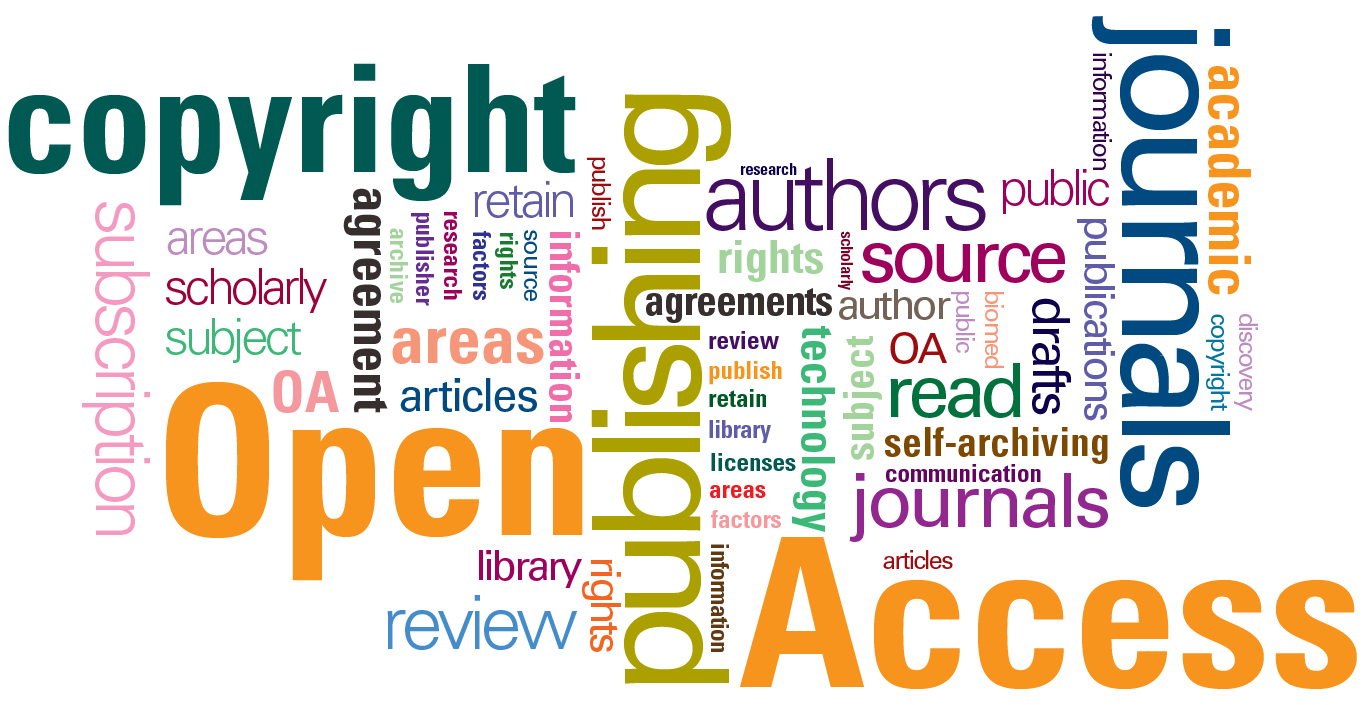 copyright
publish
publishing
research
authors
public
information
journals
academic
subscription
areas
scholarly
subject
OA
agreement
archive
publisher
research
retain
factors
rights
source
information
areas
articles
Open
rights
scholarly
source
agreements
author
public
biomed
drafts
publications
copyright
discovery
review
publish
retain
library
licenses
areas
factors
technology
subject
OA
read
self-archiving
communication
journals
library
rights
review
information
articles
Access